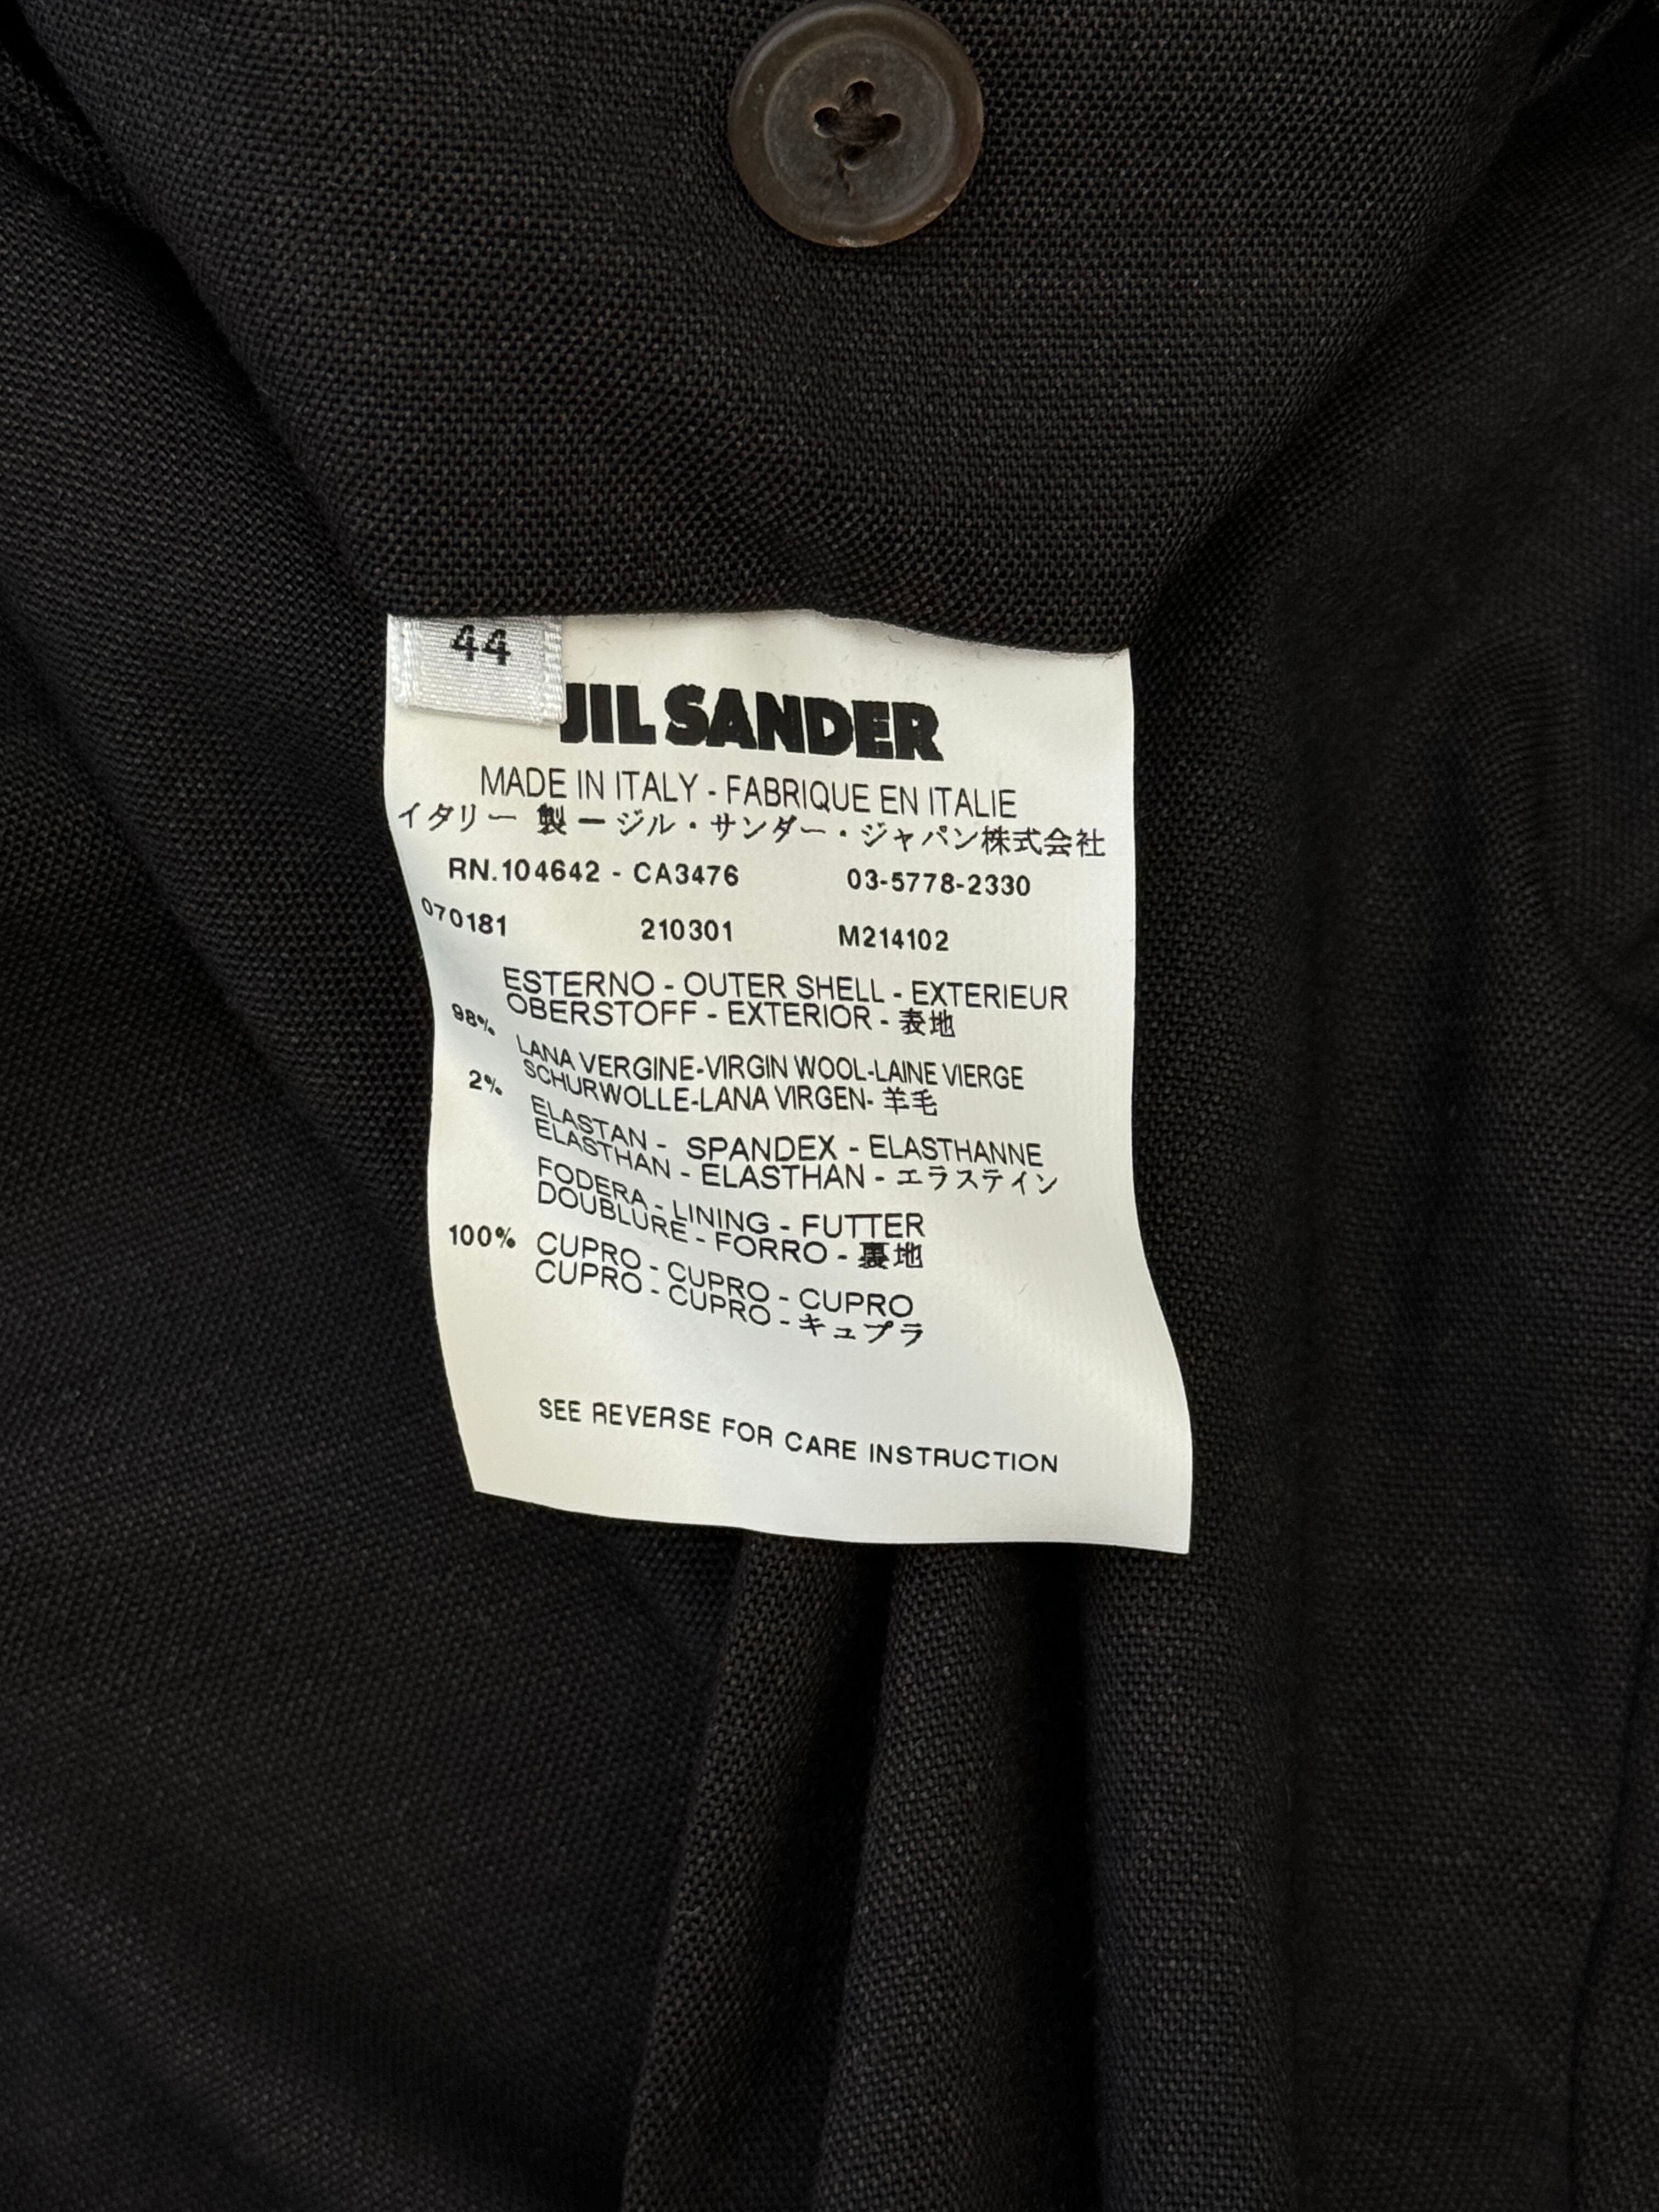 44
JIL SANDER
MADE IN ITALY - FABRIQUE EN ITALIE
イタリー 製 ー ジル・サンダー・ジャパン株式会社
RN.104642 - CA3476 03-5778-2330
070181 210301 M214102
ESTERNO - OUTER SHELL - EXTERIEUR
OBERSTOFF - EXTERIOR - 表地
98% LANA VERGINE-VIRGIN WOOL-LAINE VIERGE
SCHURWOLLE-LANA VIRGEN- 羊毛
2% ELASTAN - SPANDEX - ELASTHANNE
ELASTHAN - ELASTHAN - エラステイン
FODERA - LINING - FUTTER
DOUBLURE - FORRO - 裏地
100% CUPRO - CUPRO - CUPRO
CUPRO - CUPRO - キュプラ
SEE REVERSE FOR CARE INSTRUCTION